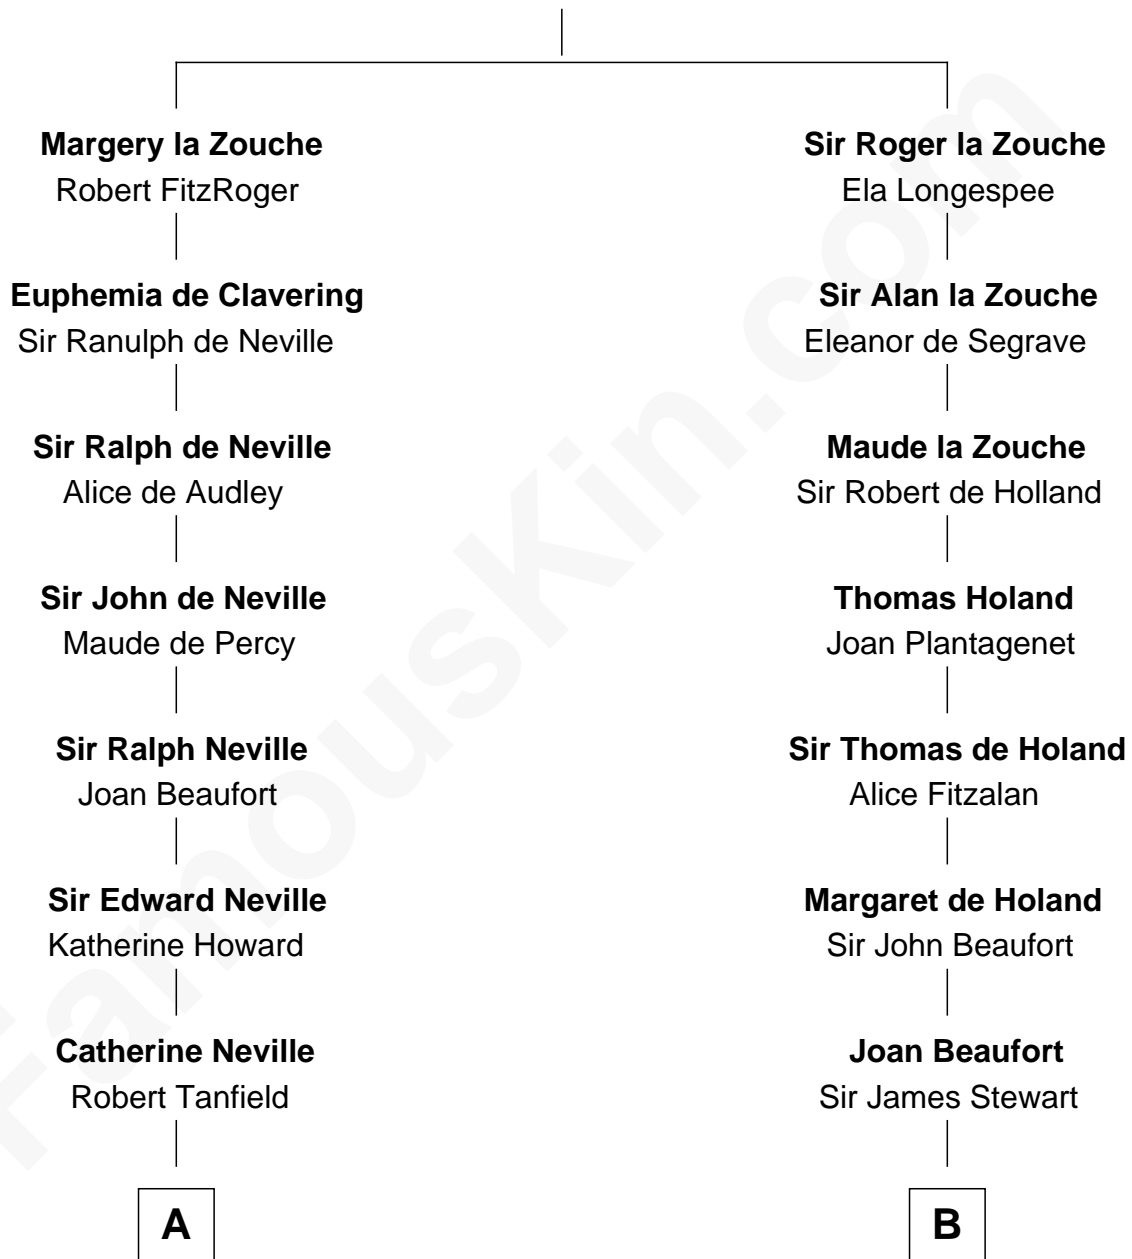 Margery la Zouche
Robert FitzRoger
Sir Roger la Zouche
Ela Longespee
Euphemia de Clavering
Sir Ranulph de Neville
Sir Alan la Zouche
Eleanor de Segrave
Sir Ralph de Neville
Alice de Audley
Maude la Zouche
Sir Robert de Holland
Sir John de Neville
Maude de Percy
Thomas Holand
Joan Plantagenet
Sir Ralph Neville
Joan Beaufort
Sir Thomas de Holand
Alice Fitzalan
Sir Edward Neville
Katherine Howard
Margaret de Holand
Sir John Beaufort
Catherine Neville
Robert Tanfield
Joan Beaufort
Sir James Stewart
A
B
FamousKin.com